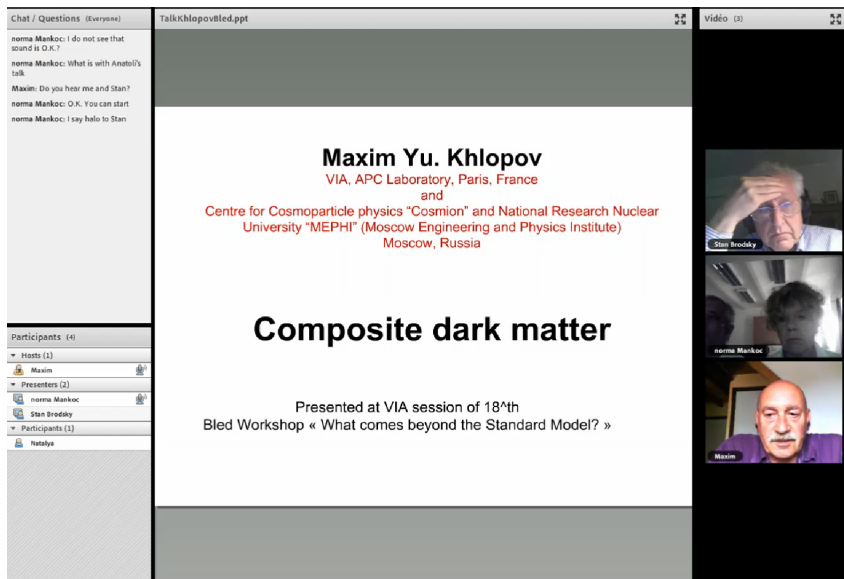 Chat / Questions (Everyone)
norma Mankoc: I do not see that
sound is O.K.?
norma Mankoc: What is with Anatoli's
talk
Maxim: Do you hear me and Stan?
norma Mankoc: O.K. You can start
norma Mankoc: I say halo to Stan
Participants (4)
Hosts (1)
Maxim
Presenters (2)
norma Mankoc
Stan Brodsky
Participants (1)
Natalya
TalkKhlopovBled.ppt
Maxim Yu. Khlopov
VIA, APC Laboratory, Paris, France
and
Centre for Cosmoparticle physics “Cosmion” and National Research Nuclear
University “MEPHI” (Moscow Engineering and Physics Institute)
Moscow, Russia
Composite dark matter
Presented at VIA session of 18^th
Bled Workshop « What comes beyond the Standard Model? »
Vidéo (3)
Stan Brodsky
norma Mankoc
Maxim